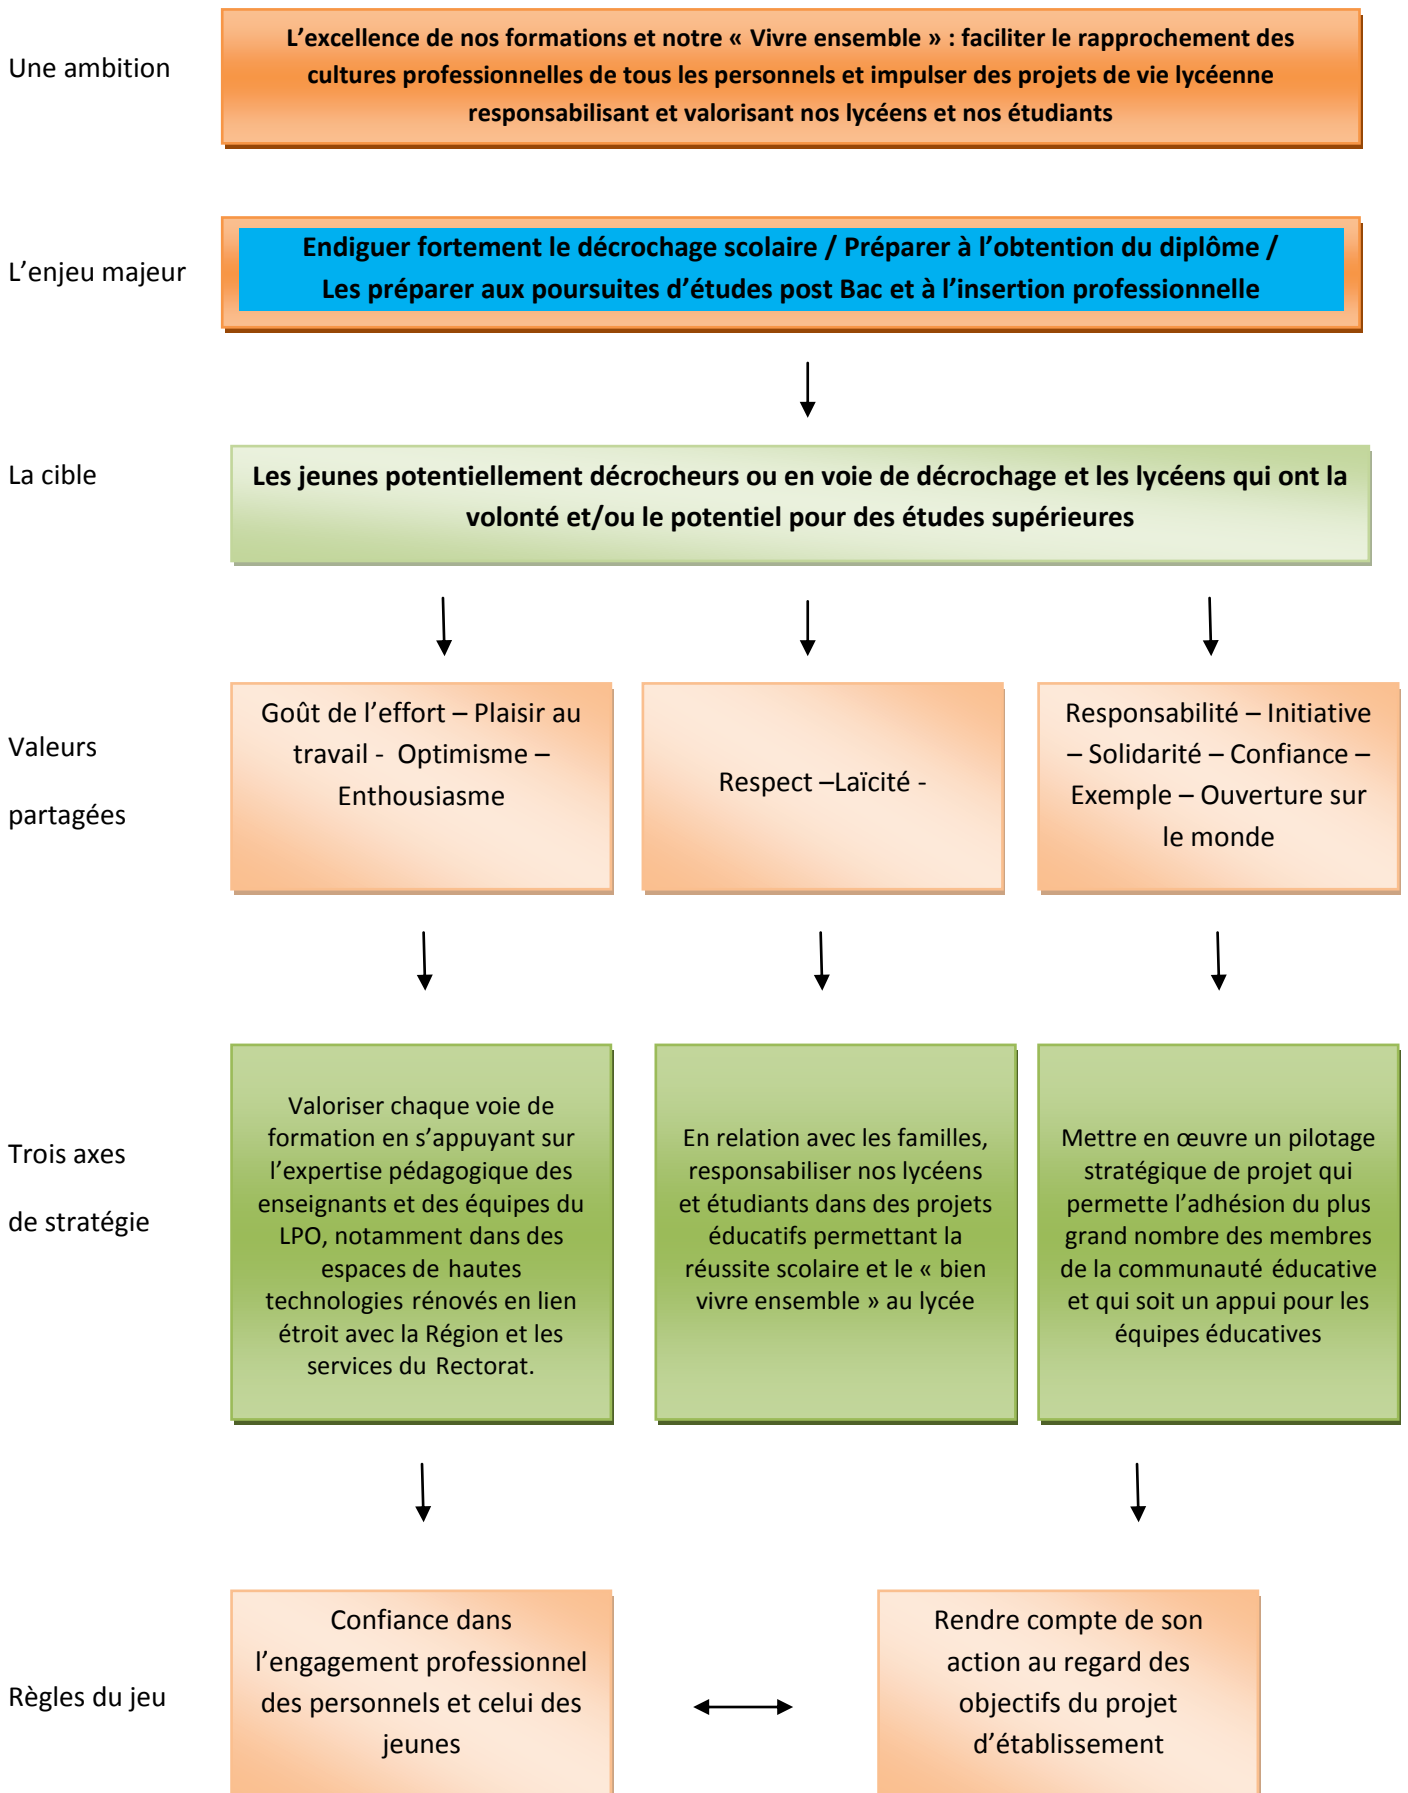 Une ambition
L’excellence de nos formations et notre « Vivre ensemble » : faciliter le rapprochement des
cultures professionnelles de tous les personnels et impulser des projets de vie lycéenne
responsabilisant et valorisant nos lycéens et nos étudiants
L’enjeu majeur
Endiguer fortement le décrochage scolaire / Préparer à l’obtention du diplôme /
Les préparer aux poursuites d’études post Bac et à l’insertion professionnelle
La cible
Les jeunes potentiellement décrocheurs ou en voie de décrochage et les lycéens qui ont la
volonté et/ou le potentiel pour des études supérieures
Valeurs
partagées
Goût de l’effort – Plaisir au
travail - Optimisme –
Enthousiasme
Respect –Laïcité -
Responsabilité – Initiative
– Solidarité – Confiance –
Exemple – Ouverture sur
le monde
Trois axes
de stratégie
Valoriser chaque voie de
formation en s’appuyant sur
l’expertise pédagogique des
enseignants et des équipes du
LPO, notamment dans des
espaces de hautes
technologies rénovés en lien
étroit avec la Région et les
services du Rectorat.
En relation avec les familles,
responsabiliser nos lycéens
et étudiants dans des projets
éducatifs permettant la
réussite scolaire et le « bien
vivre ensemble » au lycée
Mettre en œuvre un pilotage
stratégique de projet qui
permette l’adhésion du plus
grand nombre des membres
de la communauté éducative
et qui soit un appui pour les
équipes éducatives
Règles du jeu
Confiance dans
l’engagement professionnel
des personnels et celui des
jeunes
Rendre compte de son
action au regard des
objectifs du projet
d’établissement